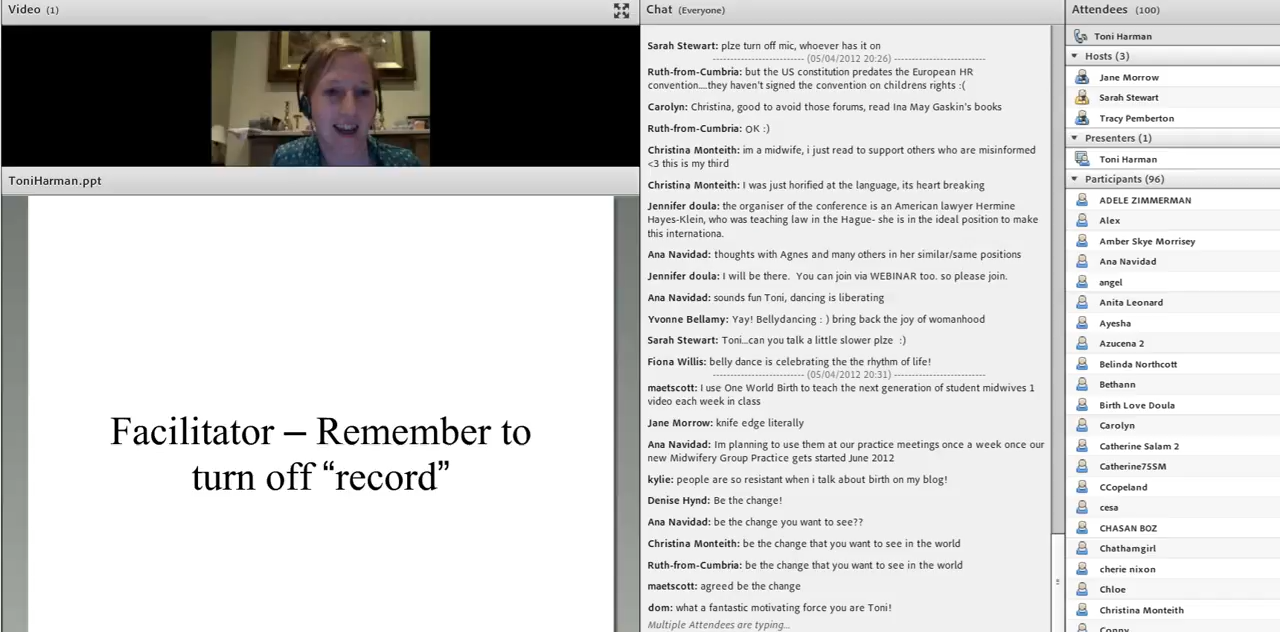 Video (1)
ToniHarman.ppt
Facilitator – Remember to
turn off “record”
Chat (Everyone)
Sarah Stewart: plze turn off mic, whoever has it on
------------------------- (05/04/2012 20:26) -------------------------
Ruth-from-Cumbria: but the US constitution predates the European HR
convention....they haven't signed the convention on childrens rights :(
Carolyn: Christina, good to avoid those forums, read Ina May Gaskin's books
Ruth-from-Cumbria: OK :)
Christina Monteith: im a midwife, i just read to support others who are misinformed
<3 this is my third
Christina Monteith: I was just horified at the language, its heart breaking
Jennifer doula: the organiser of the conference is an American lawyer Hermine
Hayes-Klein, who was teaching law in the Hague- she is in the ideal position to make
this internationa.
Ana Navidad: thoughts with Agnes and many others in her similar/same positions
Jennifer doula: I will be there.  You can join via WEBINAR too. so please join.
Ana Navidad: sounds fun Toni, dancing is liberating
Yvonne Bellamy: Yay! Bellydancing : ) bring back the joy of womanhood
Sarah Stewart: Toni...can you talk a little slower plze  :)
Fiona Willis: belly dance is celebrating the the rhythm of life!
------------------------- (05/04/2012 20:31) -------------------------
maetscott: I use One World Birth to teach the next generation of student midwives 1
video each week in class
Jane Morrow: knife edge literally
Ana Navidad: Im planning to use them at our practice meetings once a week once our
new Midwifery Group Practice gets started June 2012
kylie: people are so resistant when i talk about birth on my blog!
Denise Hynd: Be the change!
Ana Navidad: be the change you want to see??
Christina Monteith: be the change that you want to see in the world
Ruth-from-Cumbria: be the change that you want to see in the world
maetscott: agreed be the change
dom: what a fantastic motivating force you are Toni!
Multiple Attendees are typing...
Attendees (100)
Toni Harman
Hosts (3)
Jane Morrow
Sarah Stewart
Tracy Pemberton
Presenters (1)
Toni Harman
Participants (96)
ADELE ZIMMERMAN
Alex
Amber Skye Morrisey
Ana Navidad
angel
Anita Leonard
Ayesha
Azucena 2
Belinda Northcott
Bethann
Birth Love Doula
Carolyn
Catherine Salam 2
Catherine75SM
CCopeland
cesa
CHASAN BOZ
Chathamgirl
cherie nixon
Chloe
Christina Monteith
Conny